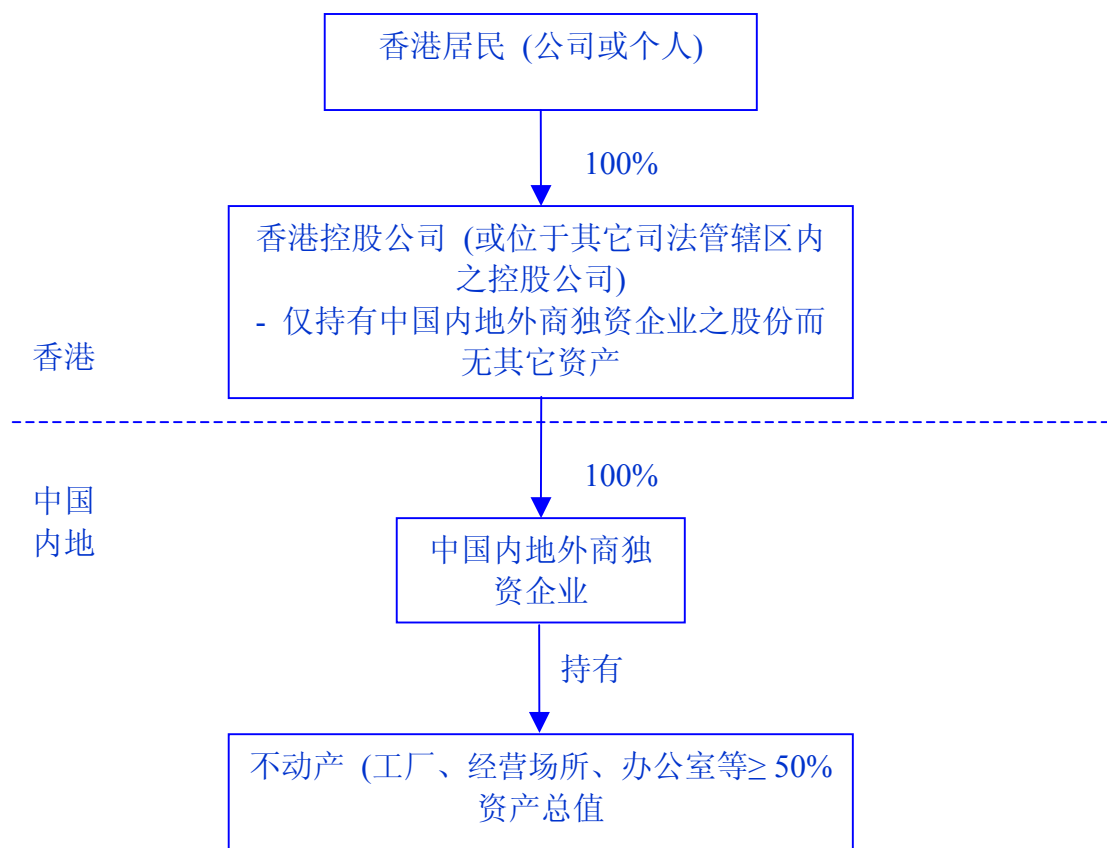 香港居民 (公司或个人)
100%
香港控股公司 (或位于其它司法管辖区内
之控股公司)
- 仅持有中国内地外商独资企业之股份而
无其它资产
香港
100%
中国
内地
中国内地外商独
资企业
持有
不动产 (工厂、经营场所、办公室等≥ 50%
资产总值